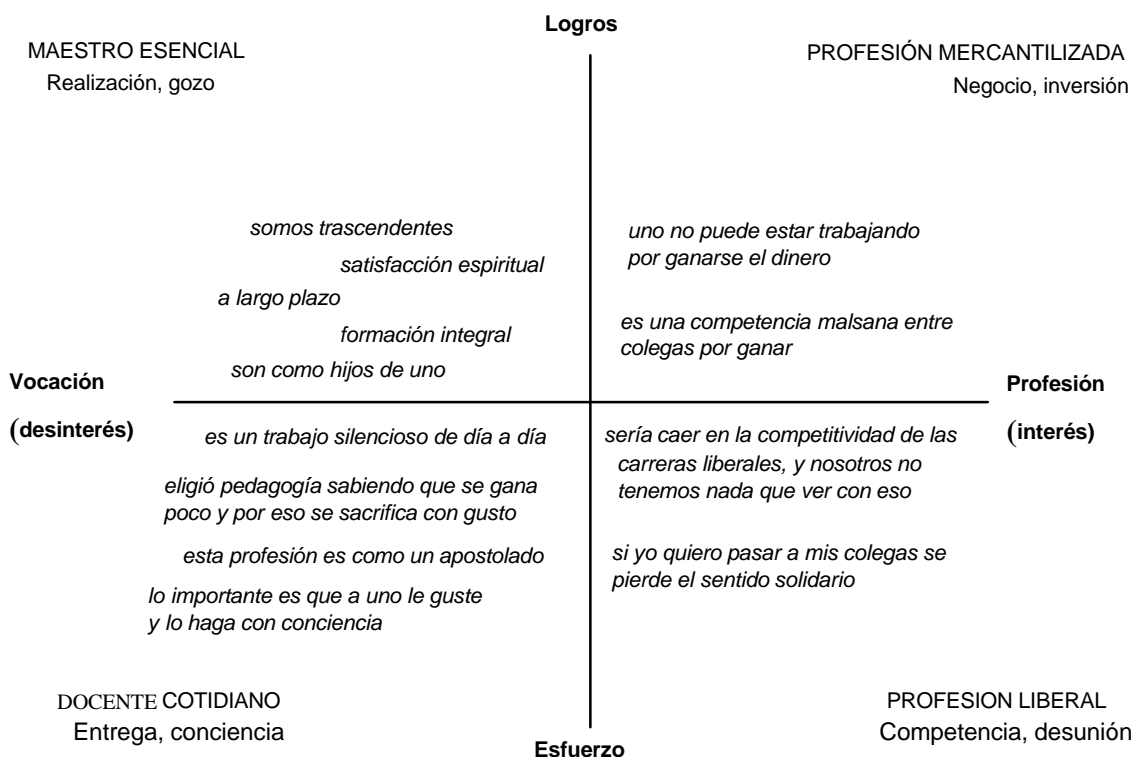 Logros
MAESTRO ESENCIAL
Realización, gozo
PROFESIÓN MERCANTILIZADA
Negocio, inversión
somos trascendentes
satisfacción espiritual
a largo plazo
formación integral
son como hijos de uno
uno no puede estar trabajando
por ganarse el dinero
es una competencia malsana entre
colegas por ganar
Vocación
(desinterés)
Profesión
(interés)
es un trabajo silencioso de día a día
eligió pedagogía sabiendo que se gana
poco y por eso se sacrifica con gusto
esta profesión es como un apostolado
lo importante es que a uno le guste
y lo haga con conciencia
sería caer en la competitividad de las
carreras liberales, y nosotros no
tenemos nada que ver con eso
si yo quiero pasar a mis colegas se
pierde el sentido solidario
DOCENTE COTIDIANO
Entrega, conciencia
PROFESION LIBERAL
Competencia, desunión
Esfuerzo